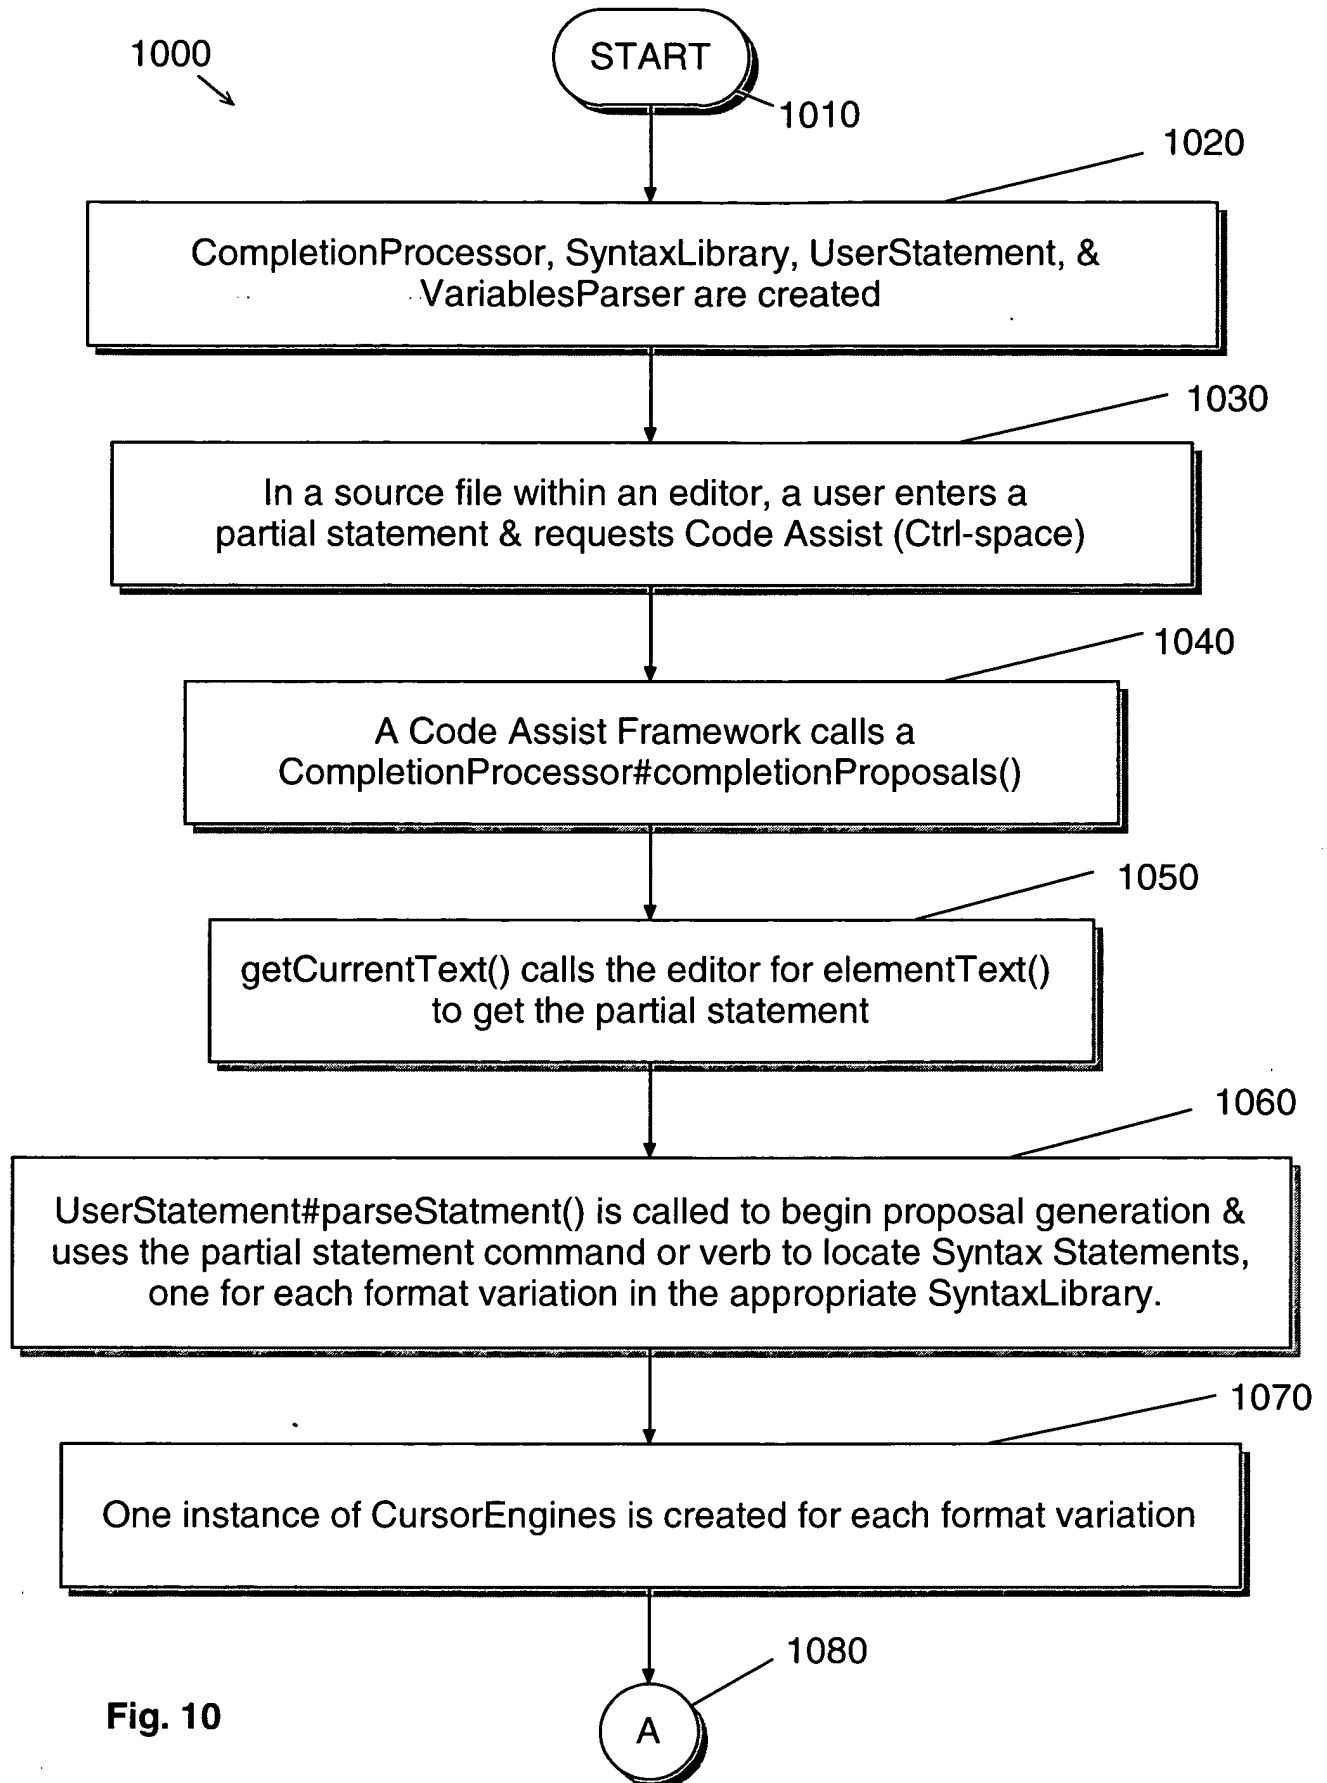 1000
START
1010
1020
CompletionProcessor, SyntaxLibrary, UserStatement, &
VariablesParser are created
1030
In a source file within an editor, a user enters a
partial statement & requests Code Assist (Ctrl-space)
1040
A Code Assist Framework calls a
CompletionProcessor#completionProposals()
1050
getCurrentText() calls the editor for elementText()
to get the partial statement
1060
UserStatement#parseStatment() is called to begin proposal generation &
uses the partial statement command or verb to locate Syntax Statements,
one for each format variation in the appropriate SyntaxLibrary.
1070
One instance of CursorEngines is created for each format variation
1080
A
Fig. 10